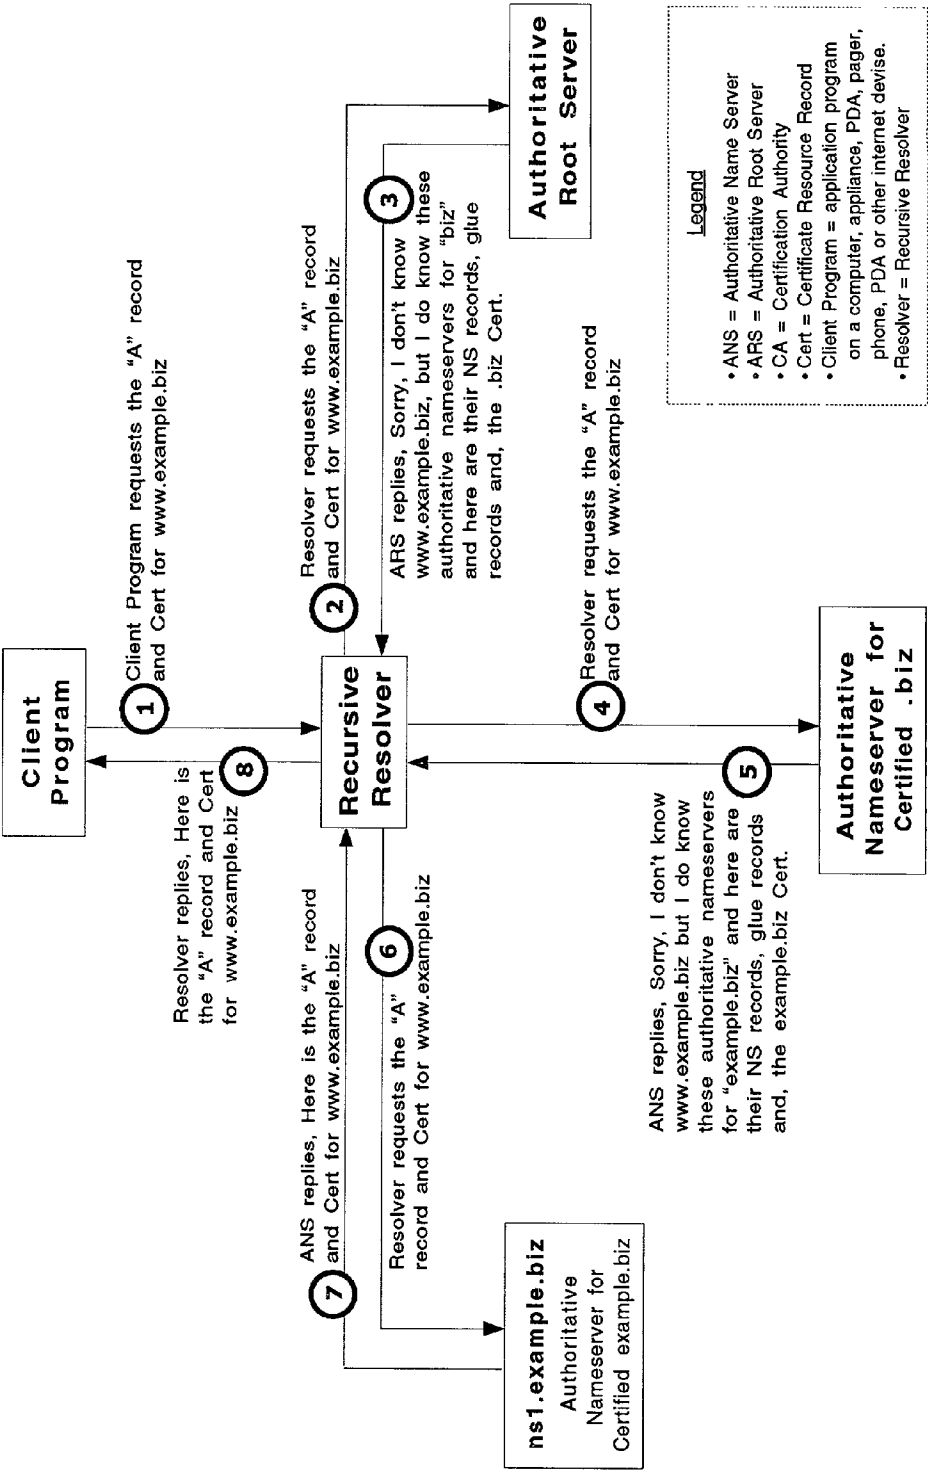 Client
Program
1
Client Program requests the “A” record
and Cert for www.example.biz
8
Resolver replies, Here is
the “A” record and Cert
for www.example.biz
Recursive
Resolver
2
Resolver requests the “A” record
and Cert for www.example.biz
3
ARS replies, Sorry, I don't know
www.example.biz, but I do know these
authoritative nameservers for “biz”
and here are their NS records, glue
records and, the .biz Cert.
Authoritative
Root Server
4
Resolver requests the “A” record
and Cert for www.example.biz
5
ANS replies, Sorry, I don't know
www.example.biz but I do know
these authoritative nameservers
for “example.biz” and here are
their NS records, glue records
and, the example.biz Cert.
Authoritative
Nameserver for
Certified .biz
7
ANS replies, Here is the “A” record
and Cert for www.example.biz
6
Resolver requests the “A”
record and Cert for www.example.biz
ns1.example.biz
Authoritative
Nameserver for
Certified example.biz
Legend
• ANS = Authoritative Name Server
• ARS = Authoritative Root Server
• CA = Certification Authority
• Cert = Certificate Resource Record
• Client Program = application program
on a computer, appliance, PDA, pager,
phone, PDA or other internet devise.
• Resolver = Recursive Resolver